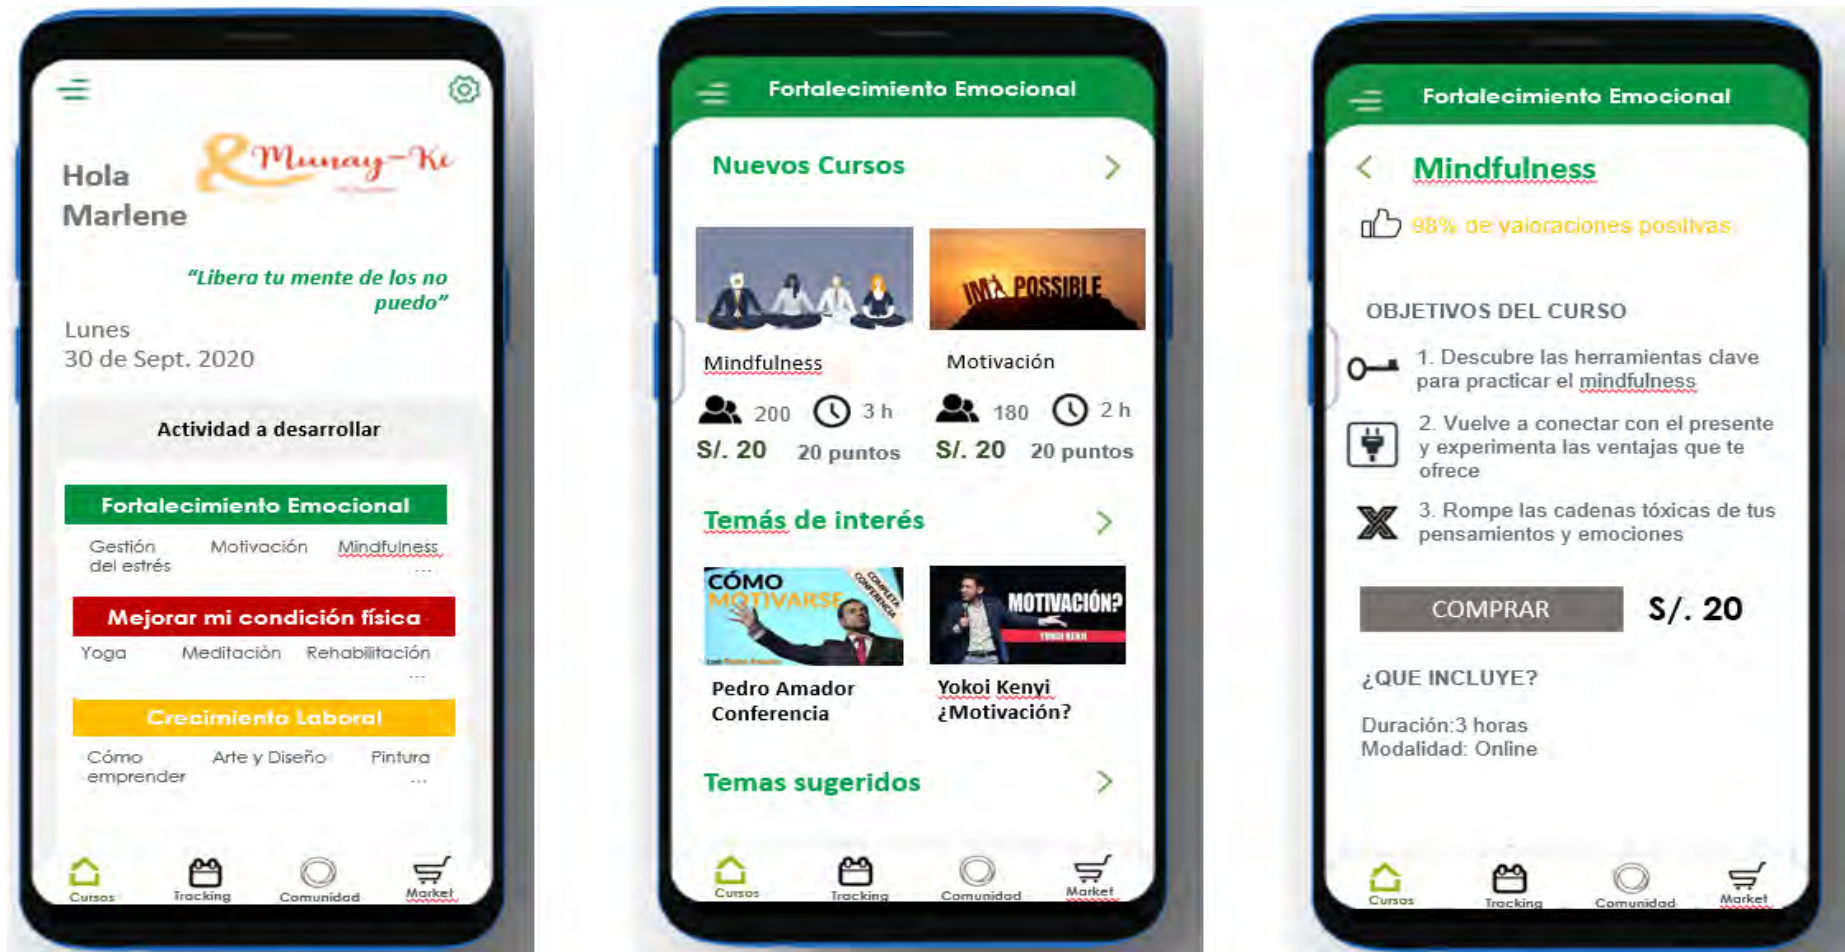 Hola
Marlene
Munay-Ki
"Libera tu mente de los no
puedo"
Lunes
30 de Sept. 2020
Actividad a desarrollar
Fortalecimiento Emocional
Gestión
del estrés
Motivación
Mindfulness
...
Mejorar mi condición física
Yoga
Meditación
Rehabilitación
...
Crecimiento Laboral
Cómo
emprender
Arte y Diseño
Pintura
...
Cursos
Tracking
Comunidad
Market
Fortalecimiento Emocional
Nuevos Cursos
IMPOSSIBLE
Mindfulness
Motivación
200
3 h
180
2 h
S/. 20
20 puntos
S/. 20
20 puntos
Temás de interés
CÓMO
MOTIVARSE
COMPLETA
CONFERENCIA
MOTIVACIÓN?
YOKOI KENJI
Pedro Amador
Conferencia
Yokoi Kenyi
¿Motivación?
Temas sugeridos
Cursos
Tracking
Comunidad
Market
Fortalecimiento Emocional
Mindfulness
98% de valoraciones positivas
OBJETIVOS DEL CURSO
1. Descubre las herramientas clave
para practicar el mindfulness
2. Vuelve a conectar con el presente
y experimenta las ventajas que te
ofrece
3. Rompe las cadenas tóxicas de tus
pensamientos y emociones
COMPRAR
S/. 20
¿QUE INCLUYE?
Duración:3 horas
Modalidad: Online
Cursos
Tracking
Comunidad
Market